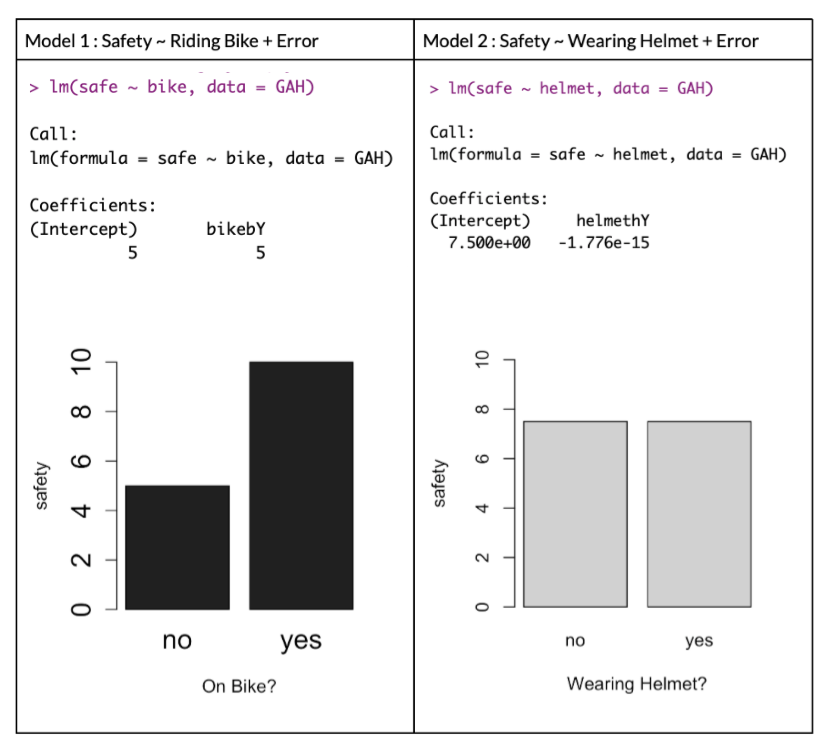 Model 1 : Safety ~ Riding Bike + Error
> lm(safe ~ bike, data = GAH)
Call:
lm(formula = safe ~ bike, data = GAH)
Coefficients:
(Intercept) bikebY
5 5
10
8
6
4
2
0
safety
no yes
On Bike?
Model 2 : Safety ~ Wearing Helmet + Error
> lm(safe ~ helmet, data = GAH)
Call:
lm(formula = safe ~ helmet, data = GAH)
Coefficients:
(Intercept) helmethY
7.500e+00 -1.776e-15
10
8
6
4
2
0
safety
no yes
Wearing Helmet?